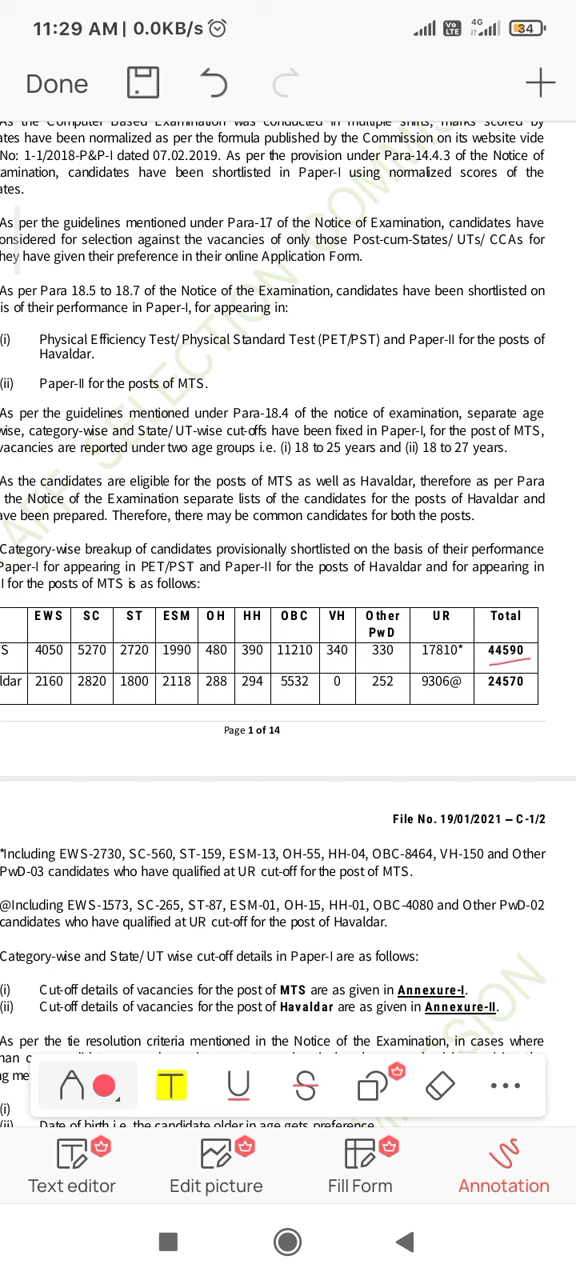 11:29 AM | 0.0KB/s
4G
Vo LTE
34
Done
As the Computer Based Examination was conducted in multiple shifts, marks scored by
ates have been normalized as per the formula published by the Commission on its website vide
No: 1-1/2018-P&P-I dated 07.02.2019. As per the provision under Para-14.4.3 of the Notice of
amination, candidates have been shortlisted in Paper-I using normalized scores of the
ates.
As per the guidelines mentioned under Para-17 of the Notice of Examination, candidates have
onsidered for selection against the vacancies of only those Post-cum-States/ UTs/ CCAs for
hey have given their preference in their online Application Form.
As per Para 18.5 to 18.7 of the Notice of the Examination, candidates have been shortlisted on
is of their performance in Paper-I, for appearing in:
(i) Physical Efficiency Test/ Physical Standard Test (PET/PST) and Paper-II for the posts of
Havaldar.
(ii) Paper-II for the posts of MTS.
As per the guidelines mentioned under Para-18.4 of the notice of examination, separate age
wise, category-wise and State/ UT-wise cut-offs have been fixed in Paper-I, for the post of MTS,
vacancies are reported under two age groups i.e. (i) 18 to 25 years and (ii) 18 to 27 years.
As the candidates are eligible for the posts of MTS as well as Havaldar, therefore as per Para
the Notice of the Examination separate lists of the candidates for the posts of Havaldar and
ave been prepared. Therefore, there may be common candidates for both the posts.
Category-wise breakup of candidates provisionally shortlisted on the basis of their performance
Paper-I for appearing in PET/PST and Paper-II for the posts of Havaldar and for appearing in
I for the posts of MTS is as follows:
EWS SC ST ESM OH HH OBC VH Other PwD UR Total
S 4050 5270 2720 1990 480 390 11210 340 330 17810* 44590
ldar 2160 2820 1800 2118 288 294 5532 0 252 9306@ 24570
Page 1 of 14
File No. 19/01/2021 – C-1/2
*Including EWS-2730, SC-560, ST-159, ESM-13, OH-55, HH-04, OBC-8464, VH-150 and Other
PwD-03 candidates who have qualified at UR cut-off for the post of MTS.
@Including EWS-1573, SC-265, ST-87, ESM-01, OH-15, HH-01, OBC-4080 and Other PwD-02
candidates who have qualified at UR cut-off for the post of Havaldar.
Category-wise and State/ UT wise cut-off details in Paper-I are as follows:
(i) Cut-off details of vacancies for the post of MTS are as given in Annexure-I.
(ii) Cut-off details of vacancies for the post of Havaldar are as given in Annexure-II.
As per the tie resolution criteria mentioned in the Notice of the Examination, in cases where
(i)
(ii) Date of birth i.e. the candidate older in age gets preference
Text editor
Edit picture
Fill Form
Annotation